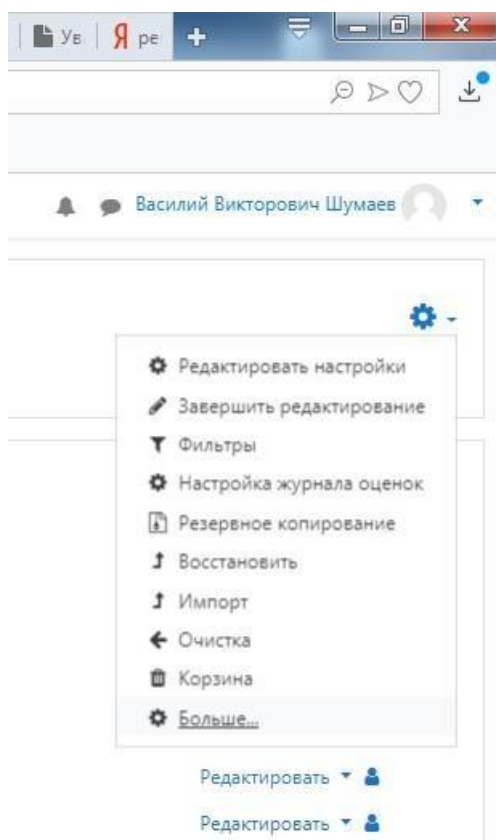 Ув Я ре
Василий Викторович Шумаев
Редактировать настройки
Завершить редактирование
Фильтры
Настройка журнала оценок
Резервное копирование
Восстановить
Импорт
Очистка
Корзина
Больше...
Редактировать
Редактировать